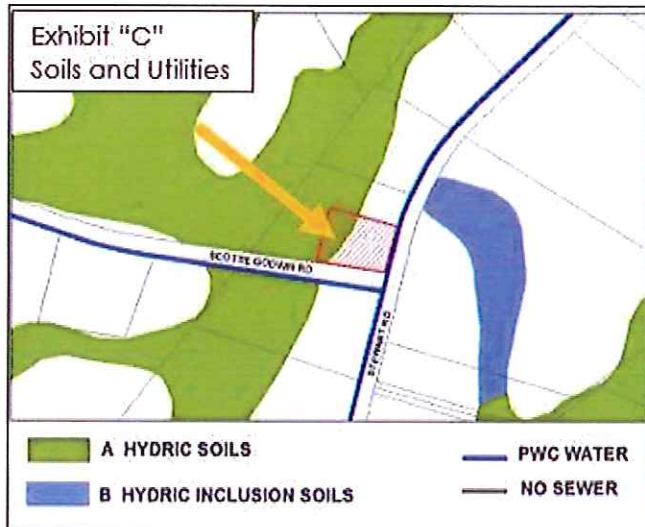 Exhibit "C"
Soils and Utilities
SCOTTIE GODWIN RD
STEWART RD
A HYDRIC SOILS
PWC WATER
B HYDRIC INCLUSION SOILS
NO SEWER